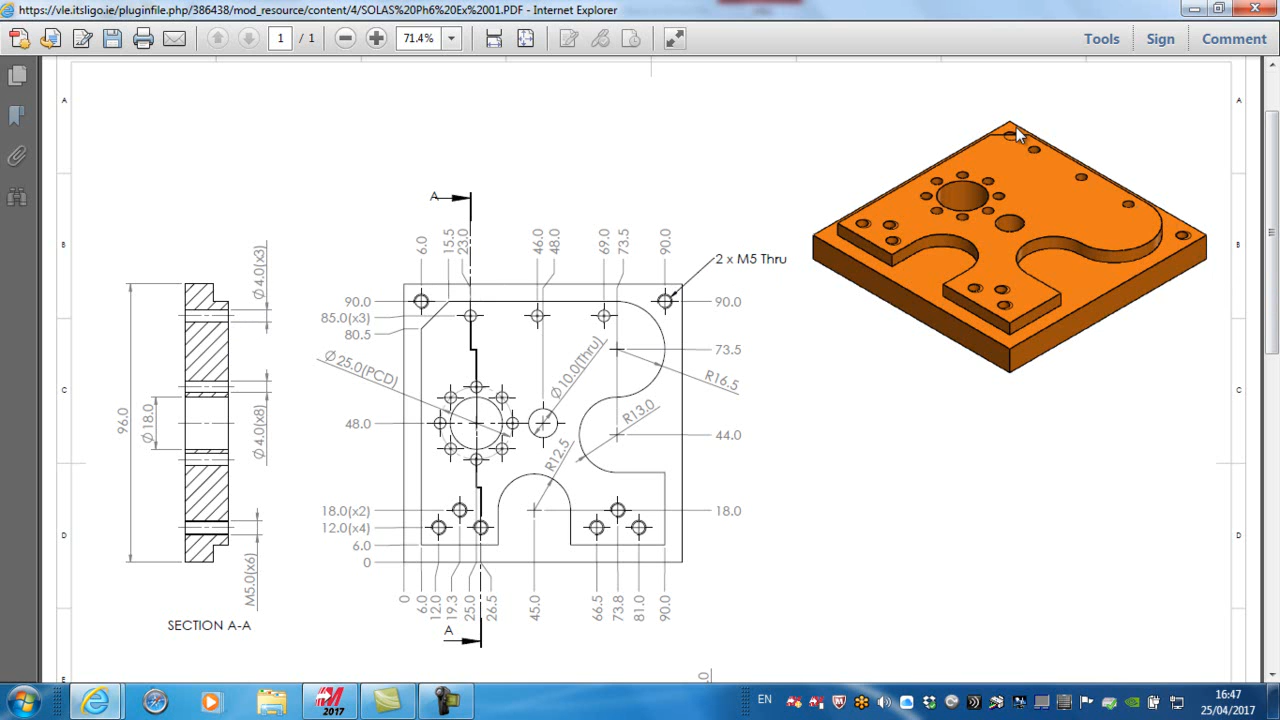 https://vle.itsligo.ie/pluginfile.php/386438/mod_resource/content/4/SOLAS%20Ph6%20Ex%2001.PDF - Internet Explorer
1 / 1 71.4% Tools Sign Comment
A A
B B
C C
D D
E
A
6.0 15.5 23.0 46.0 48.0 69.0 73.5 90.0
2 x M5 Thru
Ø 4.0(x3)
90.0 90.0
85.0(x3)
80.5
73.5
Ø 25.0(PCD)
Ø 10.0(Thru)
R16.5
96.0
Ø 18.0
Ø 4.0(x8)
48.0
R13.0
44.0
R12.5
18.0(x2) 18.0
12.0(x4)
6.0
0
M5.0(x6)
0 6.0 12.0 19.3 25.0 26.5 45.0 66.5 73.8 81.0 90.0
SECTION A-A
A
2017
EN
16:47
25/04/2017